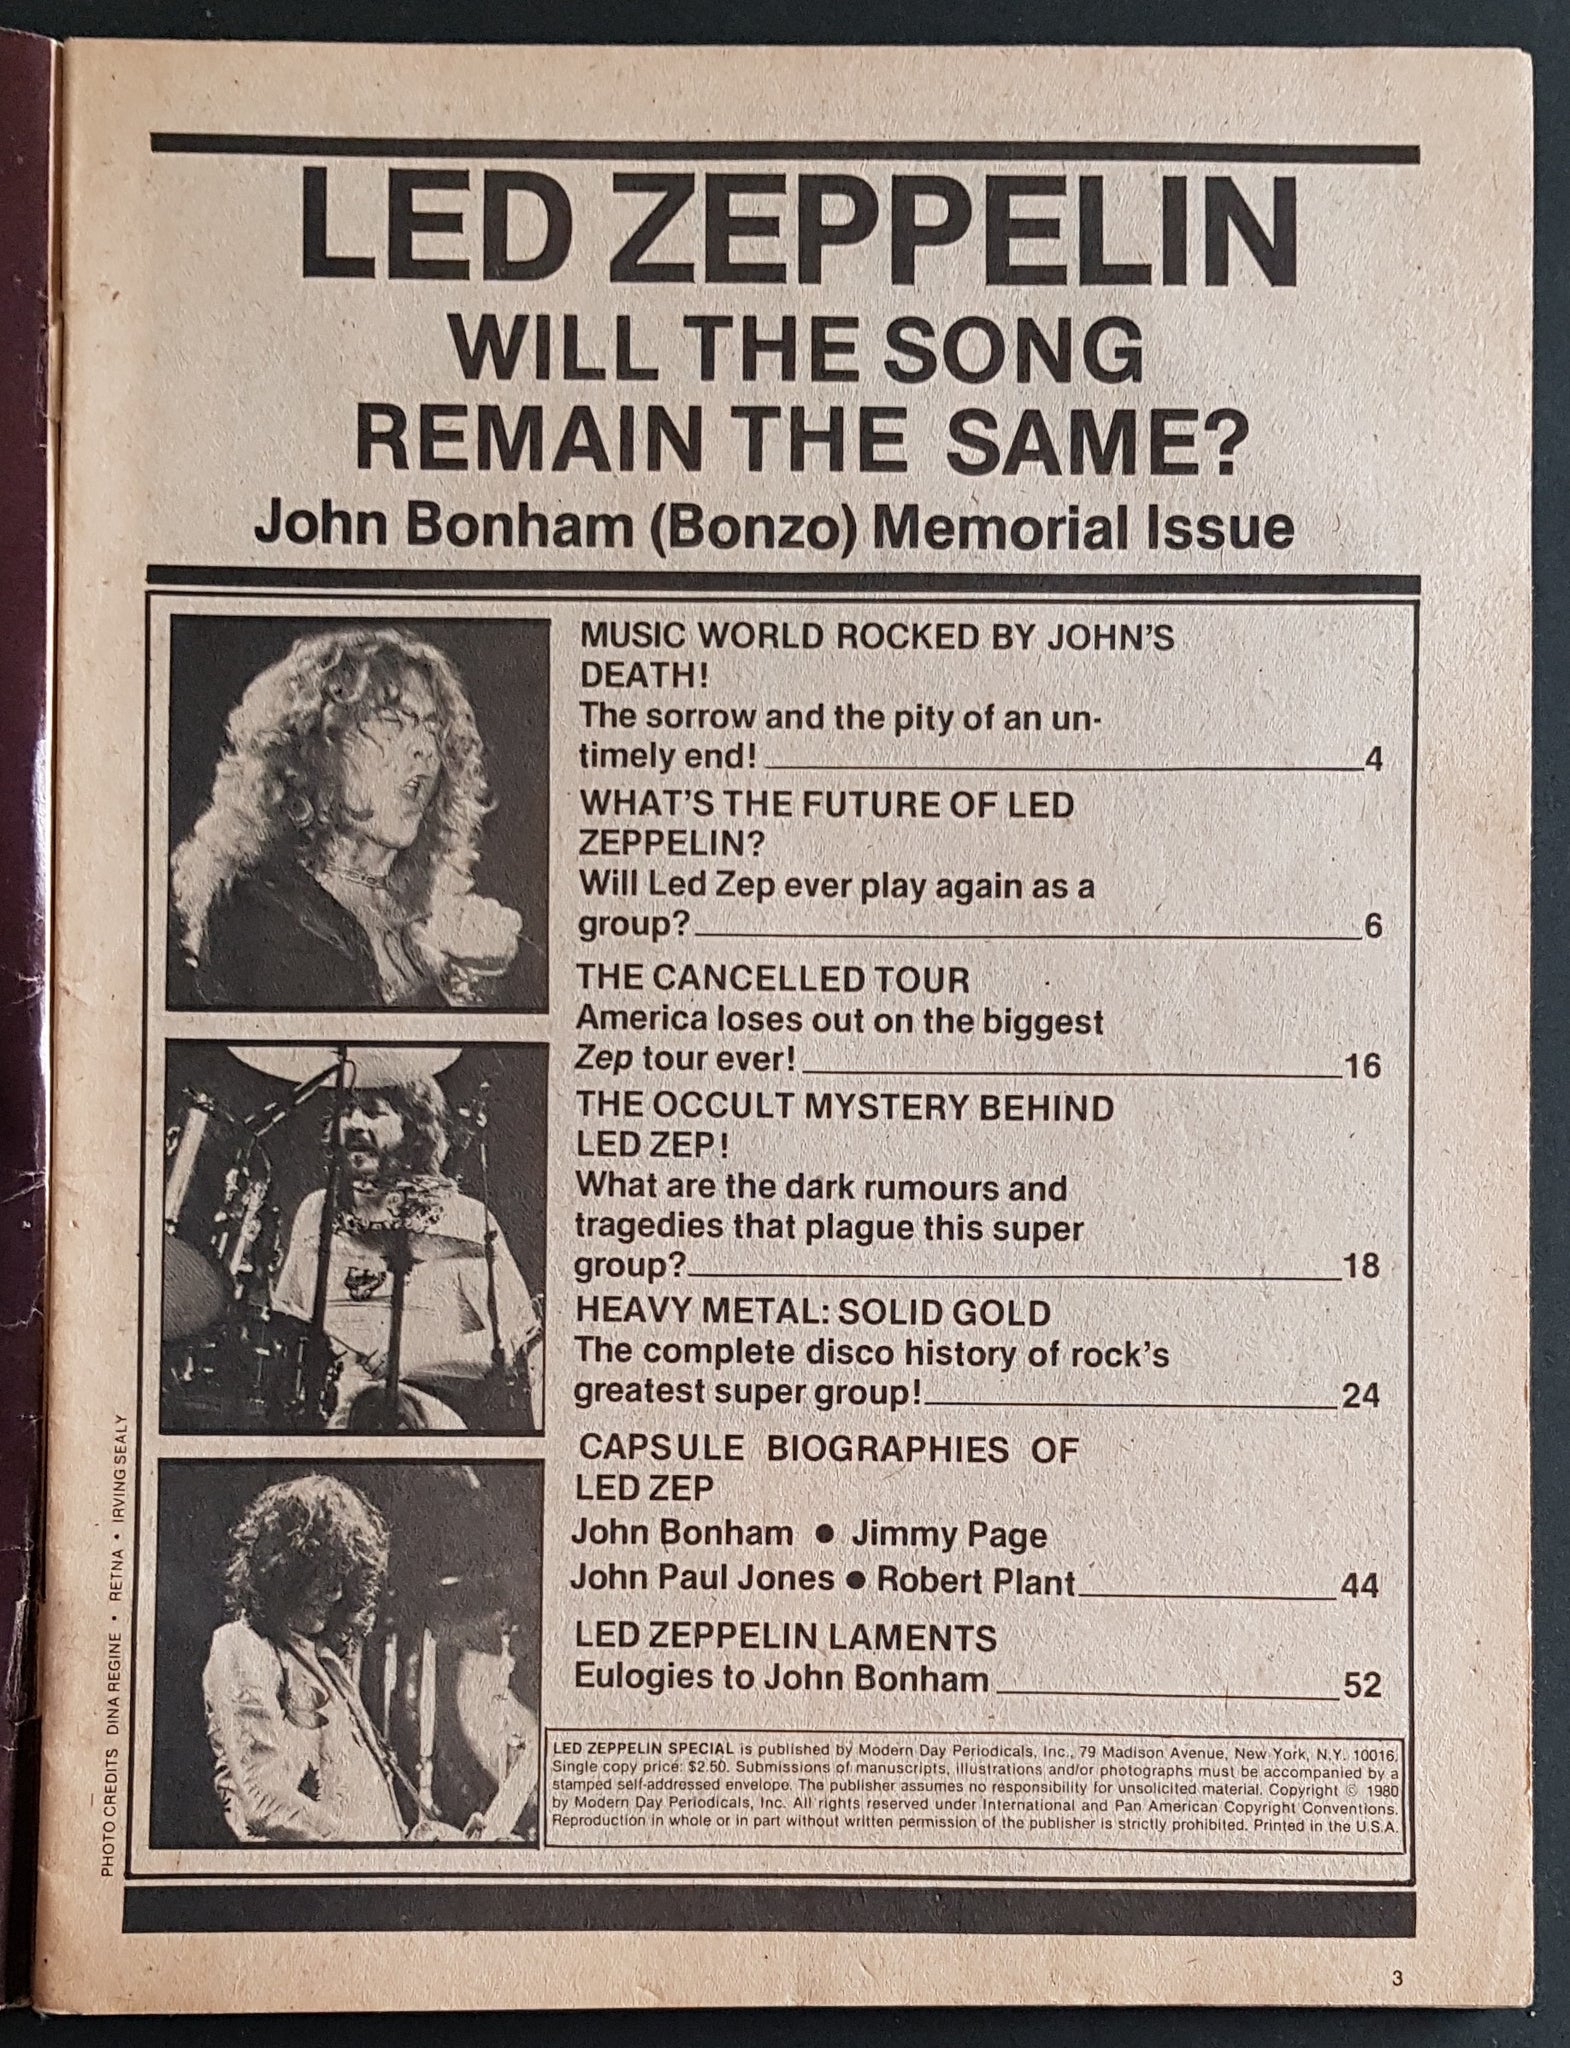 LED ZEPPELIN
WILL THE SONG
REMAIN THE SAME?
John Bonham (Bonzo) Memorial Issue
MUSIC WORLD ROCKED BY JOHN'S
DEATH!
The sorrow and the pity of an un-
timely end! 4
WHAT'S THE FUTURE OF LED
ZEPPELIN?
Will Led Zep ever play again as a
group? 6
THE CANCELLED TOUR
America loses out on the biggest
Zep tour ever! 16
THE OCCULT MYSTERY BEHIND
LED ZEP!
What are the dark rumours and
tragedies that plague this super
group? 18
HEAVY METAL: SOLID GOLD
The complete disco history of rock's
greatest super group! 24
CAPSULE BIOGRAPHIES OF
LED ZEP
John Bonham ● Jimmy Page
John Paul Jones ● Robert Plant 44
LED ZEPPELIN LAMENTS
Eulogies to John Bonham 52
LED ZEPPELIN SPECIAL is published by Modern Day Periodicals, Inc., 79 Madison Avenue, New York, N.Y. 10016.
Single copy price: $2.50. Submissions of manuscripts, illustrations and/or photographs must be accompanied by a
stamped self-addressed envelope. The publisher assumes no responsibility for unsolicited material. Copyright © 1980
by Modern Day Periodicals, Inc. All rights reserved under International and Pan American Copyright Conventions.
Reproduction in whole or in part without written permission of the publisher is strictly prohibited. Printed in the U.S.A.
PHOTO CREDITS DINA REGINE • RETNA • IRVING SEALY
3